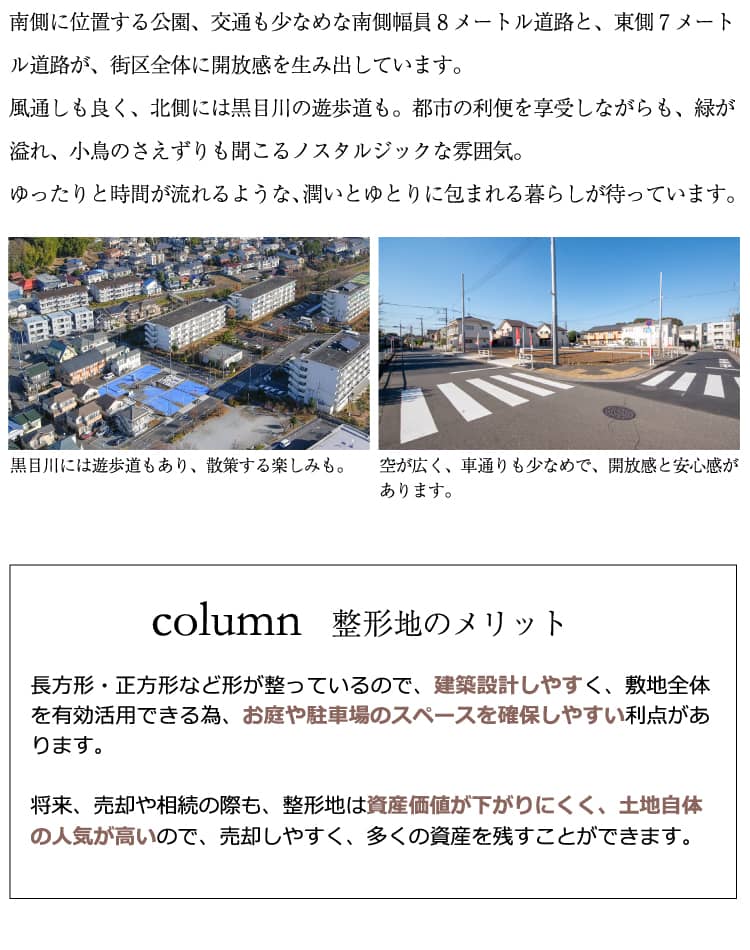 南側に位置する公園、交通も少なめな南側幅員８メートル道路と、東側７メート
ル道路が、街区全体に開放感を生み出しています。
風通しも良く、北側には黒目川の遊歩道も。都市の利便を享受しながらも、緑が
溢れ、小鳥のさえずりも聞こるノスタルジックな雰囲気。
ゆったりと時間が流れるような、潤いとゆとりに包まれる暮らしが待っています。
黒目川には遊歩道もあり、散策する楽しみも。
空が広く、車通りも少なめで、開放感と安心感が
あります。
column 整形地のメリット
長方形・正方形など形が整っているので、建築設計しやすく、敷地全体
を有効活用できる為、お庭や駐車場のスペースを確保しやすい利点があ
ります。
将来、売却や相続の際も、整形地は資産価値が下がりにくく、土地自体
の人気が高いので、売却しやすく、多くの資産を残すことができます。